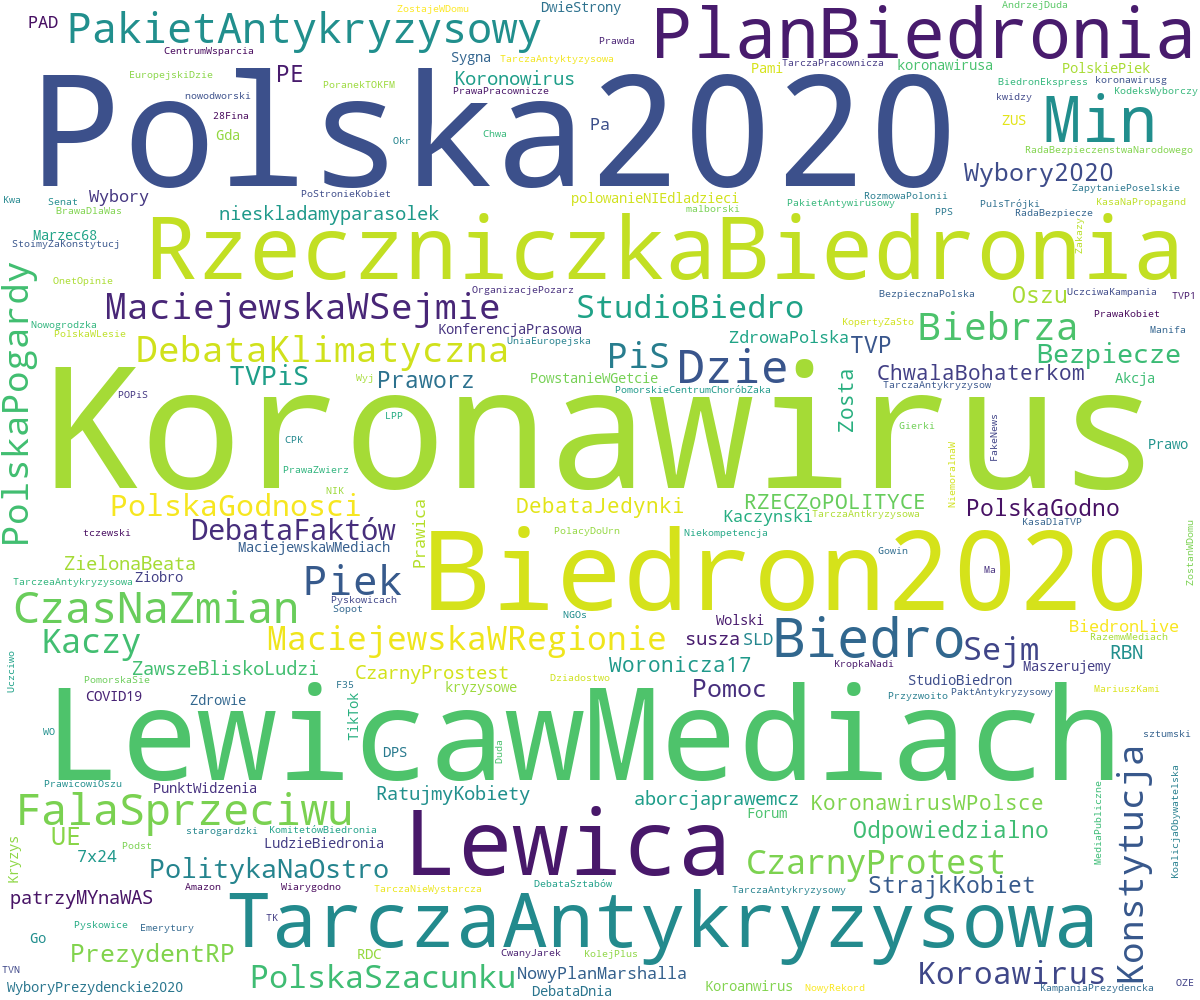 ZostajeWDomu
DwieStrony
AndrzejDuda
PAD
PakietAntykryzysowy
PlanBiedronia
Prawda
CentrumWsparcia
Sygna
TarczaAntyktyzysowa
TarczaPracownicza
koronawirusa
Pami
PolskiePiek
EuropejskiDzie
PE
Koronowirus
PoranekTOKFM
BiedronEkspress
koronawirusg
PrawaPracownicze
KodeksWyborczy
nowodworski
kwidzy
Polska2020
28Fina
Pa
ZUS
Min
Gda
Chwa
Okr
RadaBezpieczenstwaNarodowego
Wybory2020
ZapytaniePoselskie
Wybory
PoStronieKobiet
polowanieNIEdladzieci
RozmowaPolonii
Kwa
Senat
PakietAntywirusowy
PulsTrójki
KasaNaPropagand
BrawaDlaWas
nieskladamyparasolek
malborski
PPS
RadaBezpiecze
Marzec68
StoimyZaKonstytucj
RzeczniczkaBiedronia
Zakazy
PolskaPogardy
OnetOpinie
OrganizacjePozarz
BezpiecznaPolska
UczciwaKampania
TVP1
MaciejewskaWSejmie
StudioBiedro
Oszu
Nowogrodzka
KonferencjaPrasowa
KopertyZaSto
Biebrza
PrawaKobiet
PolskaWLesie
UniaEuropejska
ZdrowaPolska
TVP
Manifa
DebataKlimatyczna
PiS
Dzie
Bezpiecze
TVPiS
Wyj
Praworz
PowstanieWGetcie
ChwalaBohaterkom
Akcja
TarczaAntykryzysow
POPiS
PomorskieCentrumChoróbZaka
Zosta
LPP
Gierki
Koronawirus
CPK
FakeNews
NiemoralnaW
Prawo
PrawaZwierz
NIK
PolskaGodnosci
DebataJedynki
RZECZoPOLITYCE
PolskaGodno
Prawica
Kaczynski
TarczaAntkryzysowa
KasaDlaTVP
tczewski
DebataFaktów
PolacyDoUrn
Niekompetencja
MaciejewskaWMediach
Gowin
ZostanWDomu
ZielonaBeata
Ziobro
Biedron2020
Ma
TarczeaAntykryzysowa
Piek
Pyskowicach
Sopot
CzasNaZmian
NGOs
Wolski
BiedronLive
Kaczy
MaciejewskaWRegionie
susza
SLD
Biedro
Sejm
RazemwMediach
RBN
Uczciwo
ZawszeBliskoLudzi
CzarnyProstest
Woronicza17
KropkaNadi
Maszerujemy
PomorskaSie
F35
kryzysowe
Dziadostwo
Pomoc
StudioBiedron
MariuszKami
COVID19
Zdrowie
Przyzwoito
PaktAntykryzysowy
TikTok
WO
LewicawMediach
sztumski
DPS
Duda
Konstytucja
PrawicowiOszu
PunktWidzenia
RatujmyKobiety
KoalicjaObywatelska
MediaPubliczne
FalaSprzeciwu
aborcjaprawemcz
KoronawirusWPolsce
Forum
UE
starogardzki
KomitetówBiedronia
Lewica
Odpowiedzialno
Kryzys
Podst
LudzieBiedronia
7x24
PolitykaNaOstro
CzarnyProtest
DebataSztabów
StrajkKobiet
patrzyMYnaWAS
Amazon
Wiarygodno
TarczaNieWystarcza
TarczaAntykryzysowy
TK
TarczaAntykryzysowa
Pyskowice
Emerytury
Go
PrezydentRP
RDC
CwanyJarek
KolejPlus
TVN
PolskaSzacunku
NowyPlanMarshalla
Koroawirus
OZE
WyboryPrezydenckie2020
DebataDnia
Koroanwirus
NowyRekord
KampaniaPrezydencka